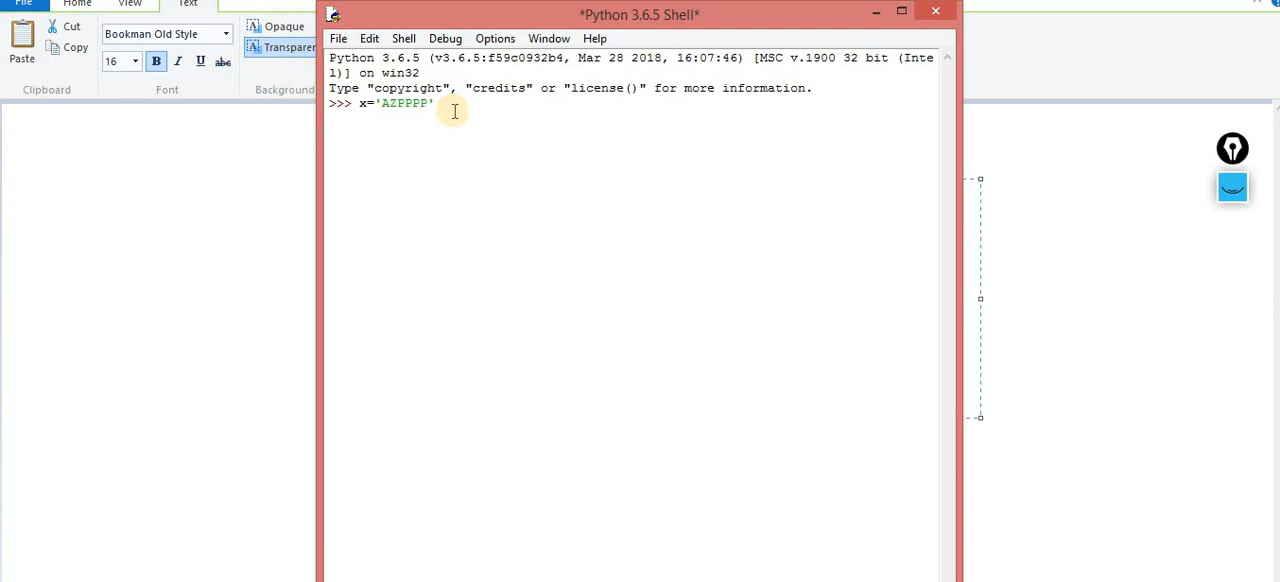 File Home View Text
*Python 3.6.5 Shell*
Paste
Cut
Copy
Clipboard
Bookman Old Style
16 B I U abc
Font
Opaque
Transparen
Background
File Edit Shell Debug Options Window Help
Python 3.6.5 (v3.6.5:f59c0932b4, Mar 28 2018, 16:07:46) [MSC v.1900 32 bit (Inte
l)] on win32
Type "copyright", "credits" or "license()" for more information.
>>> x='AZPPPP'